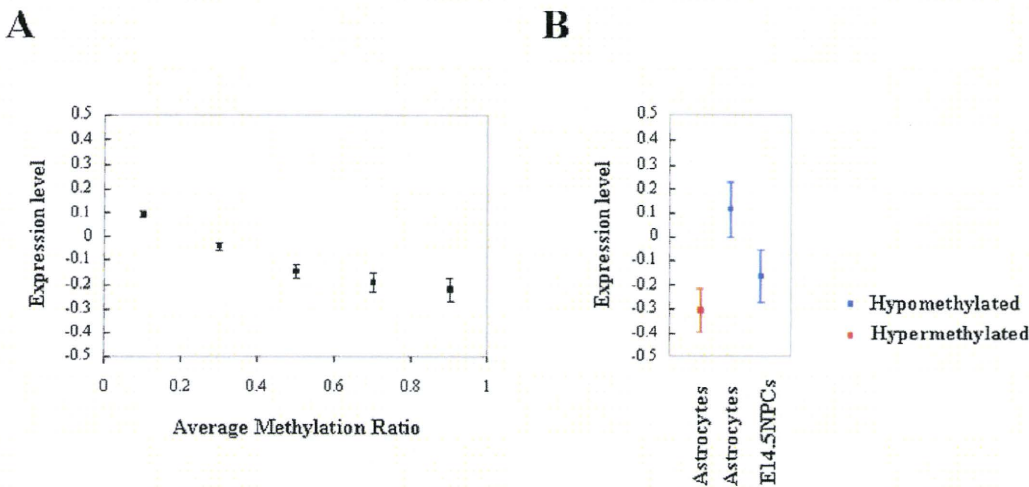 A
B
0.5
0.4
0.3
0.2
0.1
0
-0.1
-0.2
-0.3
-0.4
-0.5
Expression level
0
0.2
0.4
0.6
0.8
1
Average Methylation Ratio
0.5
0.4
0.3
0.2
0.1
0
-0.1
-0.2
-0.3
-0.4
-0.5
Expression level
Astrocytes
Astrocytes
E14.5NPCs
Hypomethylated
Hypermethylated